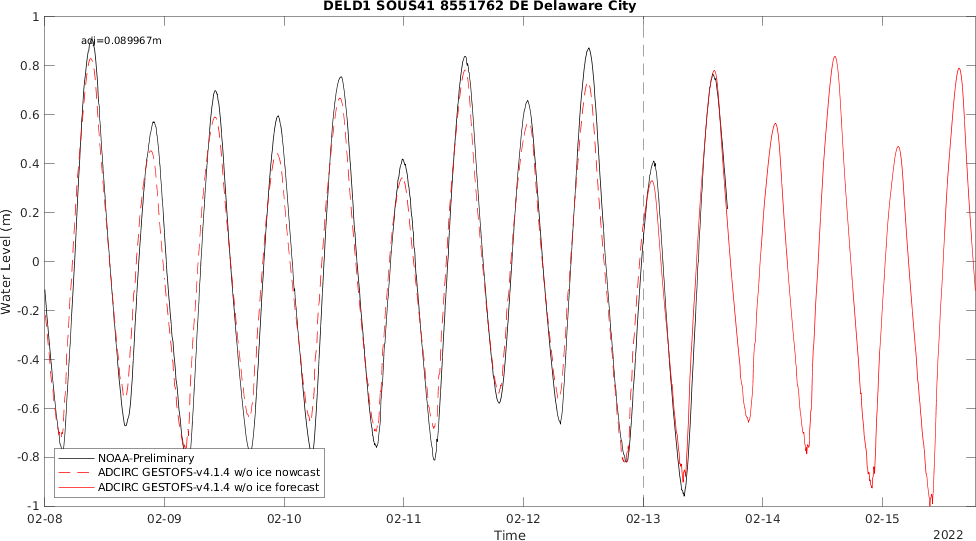 DELD1 SOUS41 8551762 DE Delaware City
adj=0.089967m
1
0.8
0.6
0.4
0.2
0
-0.2
-0.4
-0.6
-0.8
-1
Water Level (m)
NOAA-Preliminary
ADCIRC GESTOFS-v4.1.4 w/o ice nowcast
ADCIRC GESTOFS-v4.1.4 w/o ice forecast
02-08 02-09 02-10 02-11 02-12 02-13 02-14 02-15
Time
2022